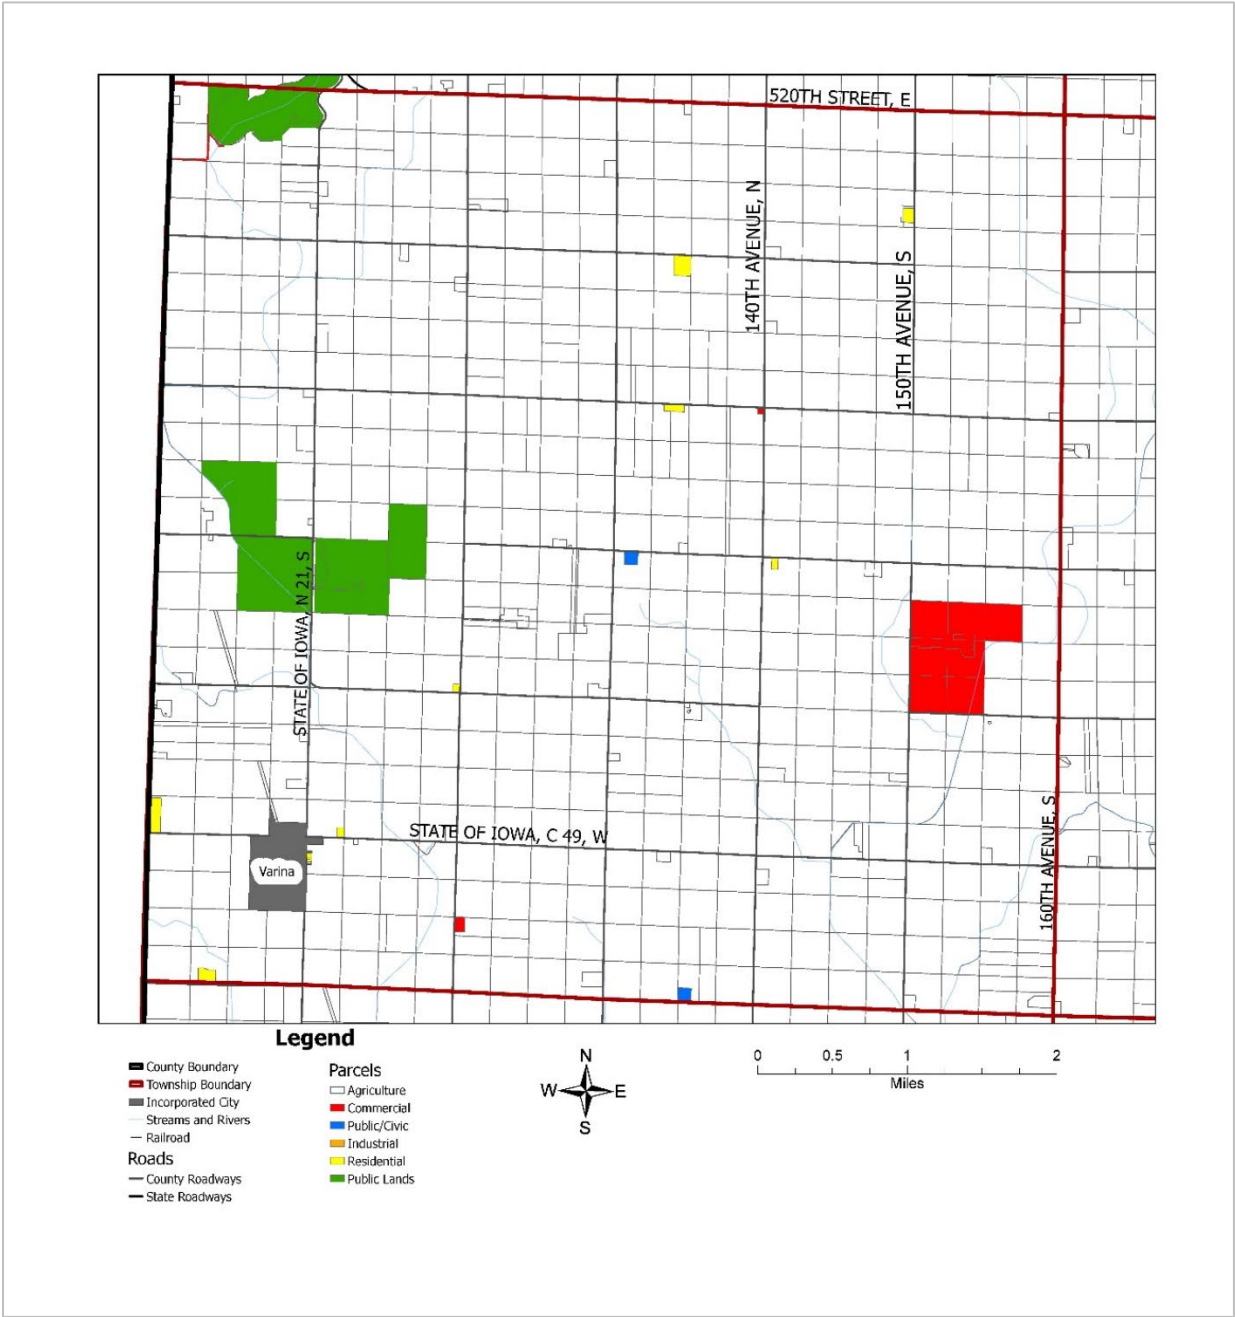 520TH STREET, E
140TH AVENUE, N
150TH AVENUE, S
STATE OF IOWA, N 21, S
STATE OF IOWA, C 49, W
160TH AVENUE, S
Varina
Legend
County Boundary
Township Boundary
Incorporated City
Streams and Rivers
Railroad
Roads
County Roadways
State Roadways
Parcels
Agriculture
Commercial
Public/Civic
Industrial
Residential
Public Lands
N
W E
S
0 0.5 1 2
Miles